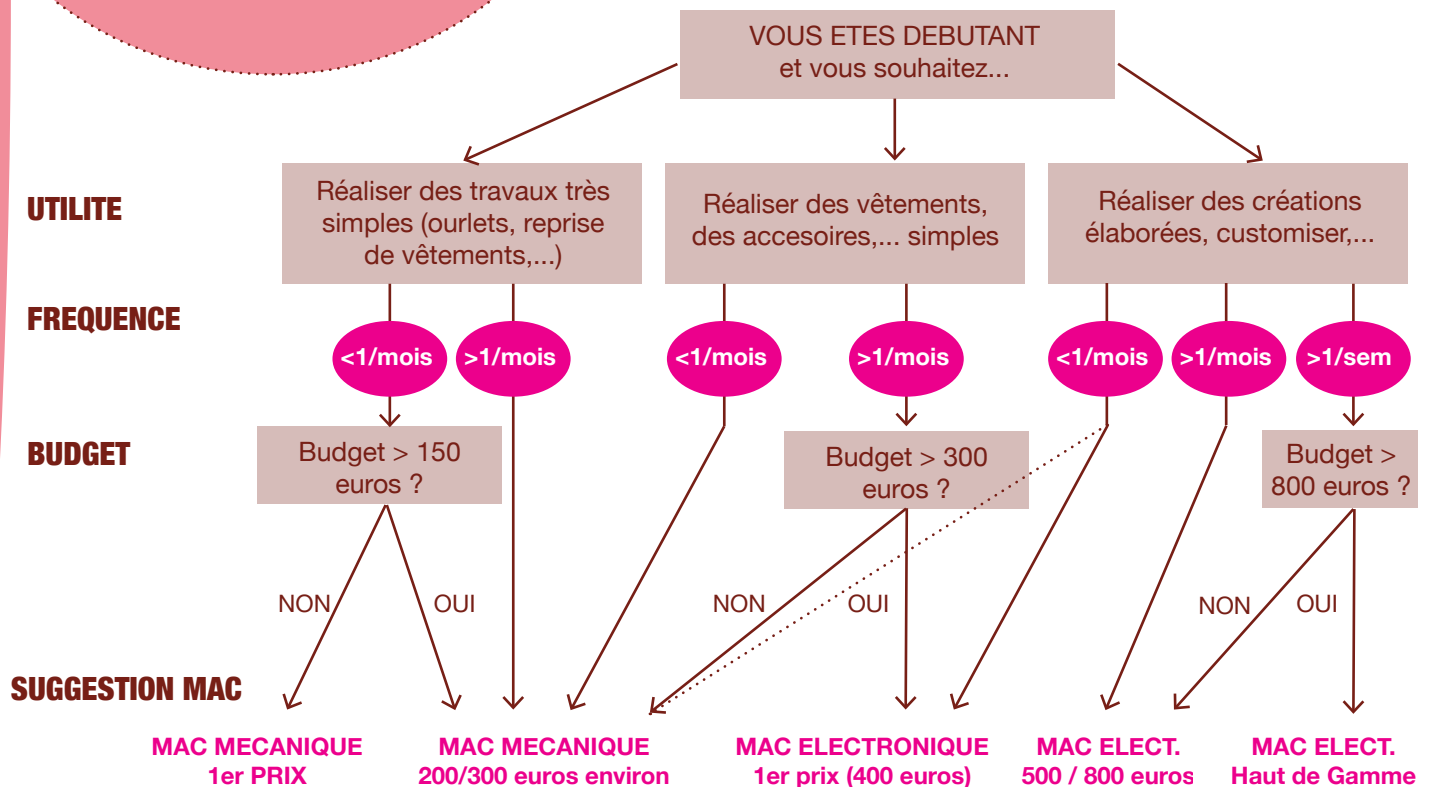 VOUS ETES DEBUTANT
et vous souhaitez...
UTILITE
Réaliser des travaux très
simples (ourlets, reprise
de vêtements,...)
Réaliser des vêtements,
des accesoires,... simples
Réaliser des créations
élaborées, customiser,...
FREQUENCE
<1/mois
>1/mois
<1/mois
>1/mois
<1/mois
>1/mois
>1/sem
BUDGET
Budget > 150
euros ?
Budget > 300
euros ?
Budget >
800 euros ?
NON
OUI
NON
OUI
NON
OUI
SUGGESTION MAC
MAC MECANIQUE
1er PRIX
MAC MECANIQUE
200/300 euros environ
MAC ELECTRONIQUE
1er prix (400 euros)
MAC ELECT.
500 / 800 euros
MAC ELECT.
Haut de Gamme